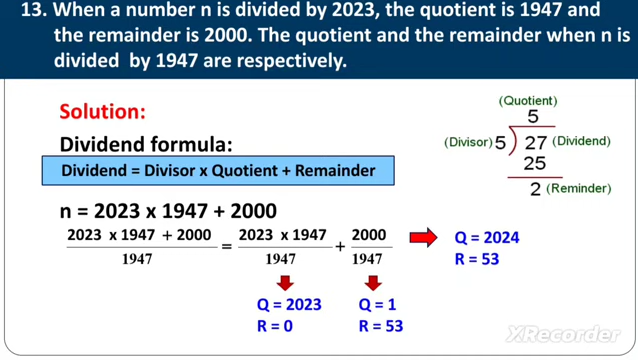 13. When a number n is divided by 2023, the quotient is 1947 and
the remainder is 2000. The quotient and the remainder when n is
divided by 1947 are respectively.
Solution:
Dividend formula:
Dividend = Divisor x Quotient + Remainder
n = 2023 x 1947 + 2000
2023 x 1947 + 2000
1947
=
2023 x 1947
1947
+
2000
1947
Q = 2023
R = 0
Q = 1
R = 53
Q = 2024
R = 53
(Quotient)
5
(Divisor) 5 ) 27 (Dividend)
25
2 (Reminder)
XRecorder